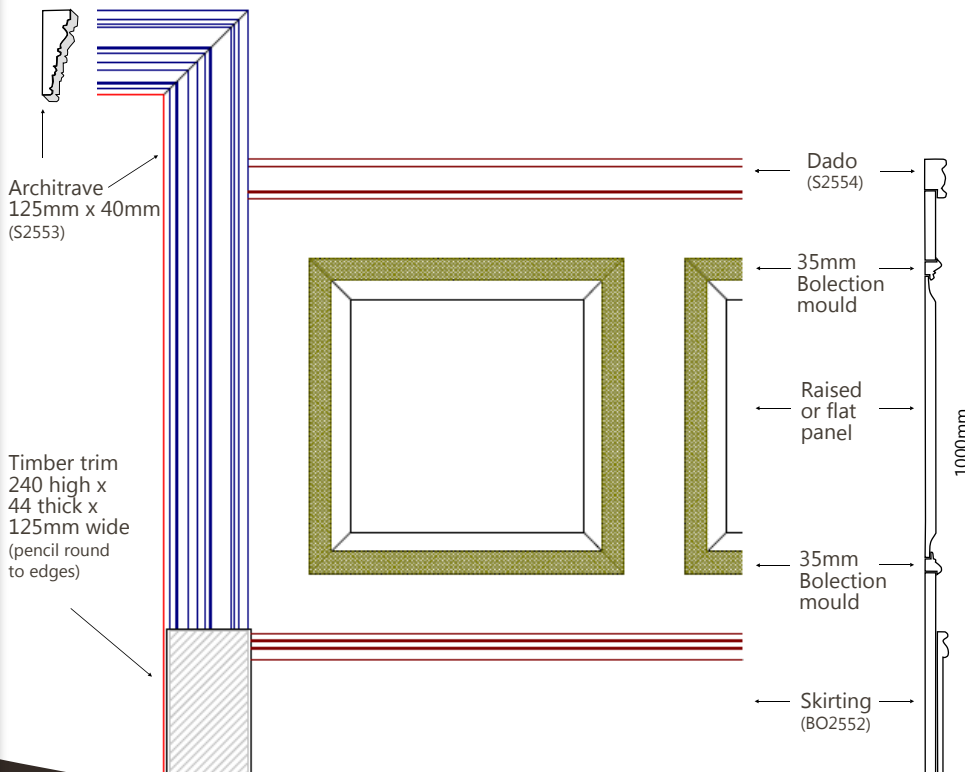 Architrave
125mm x 40mm
(S2553)
Timber trim
240 high x
44 thick x
125mm wide
(pencil round
to edges)
Dado
(S2554)
35mm
Bolection
mould
Raised
or flat
panel
35mm
Bolection
mould
Skirting
(BO2552)
1000mm